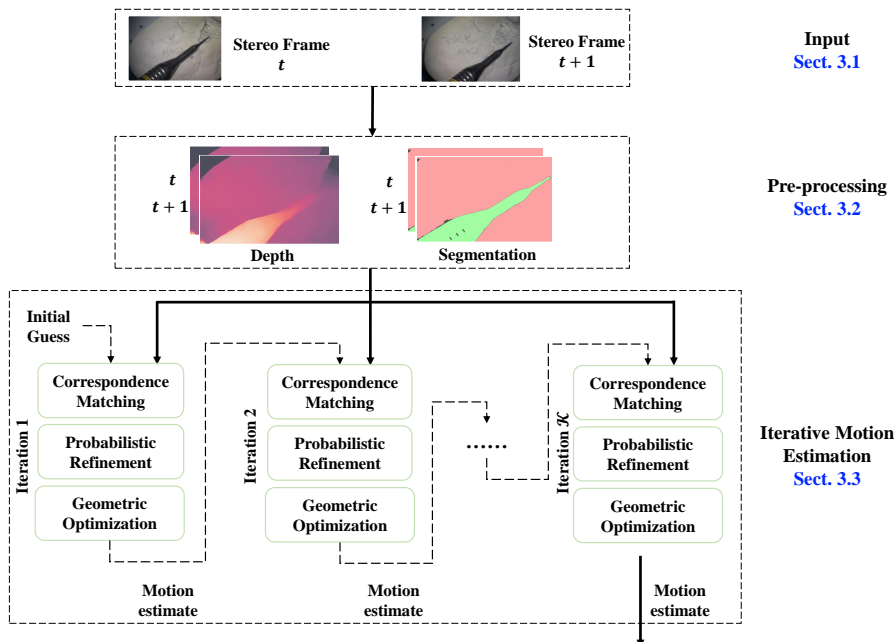 Stereo Frame
t
Stereo Frame
t + 1
Input
Sect. 3.1
t
t + 1
Depth
t
t + 1
Segmentation
Pre-processing
Sect. 3.2
Initial
Guess
Iteration 1
Correspondence
Matching
Probabilistic
Refinement
Geometric
Optimization
Motion
estimate
Iteration 2
Correspondence
Matching
Probabilistic
Refinement
Geometric
Optimization
Motion
estimate
......
Iteration 𝒦
Correspondence
Matching
Probabilistic
Refinement
Geometric
Optimization
Motion
estimate
Iterative Motion
Estimation
Sect. 3.3